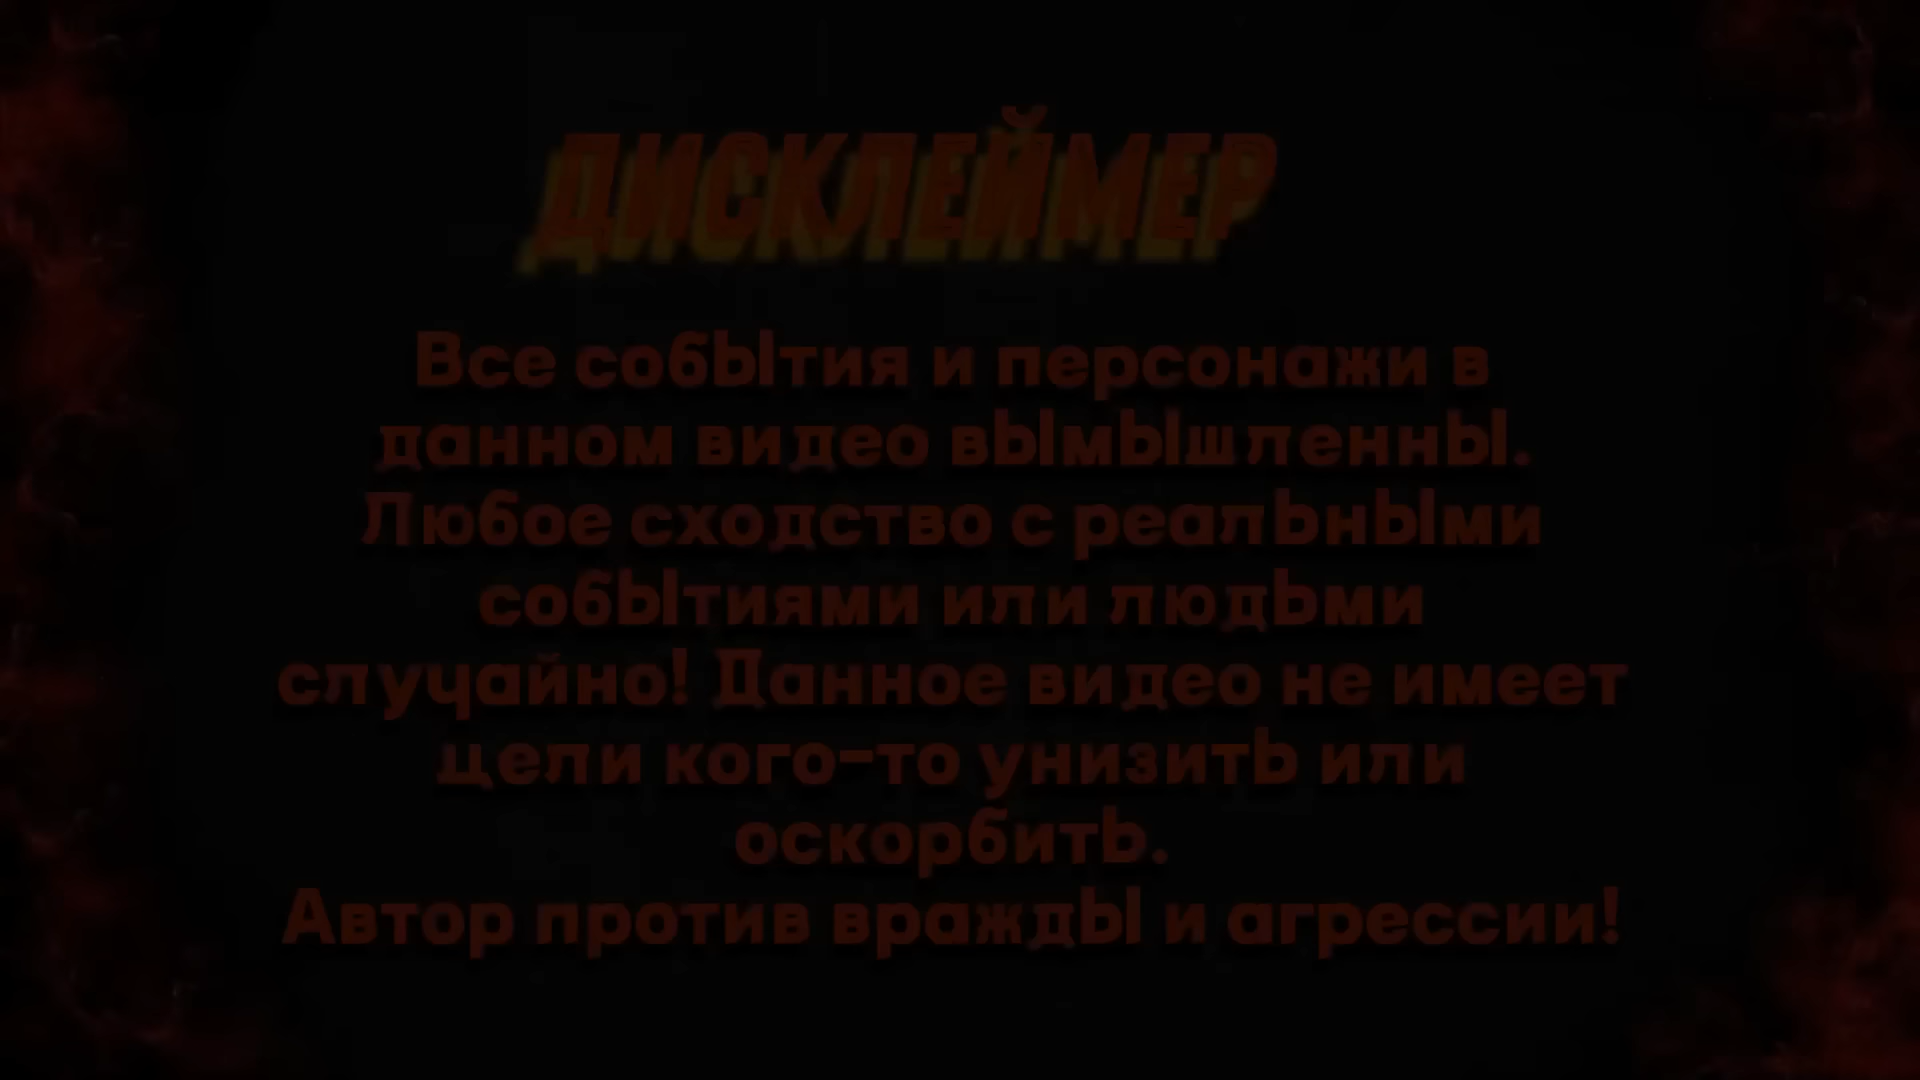 ДИСКЛЕЙМЕР
Все события и персонажи в
данном видео вымышленны.
Любое сходство с реальными
событиями или людьми
случайно! Данное видео не имеет
цели кого-то унизить или
оскорбить.
Автор против вражды и агрессии!